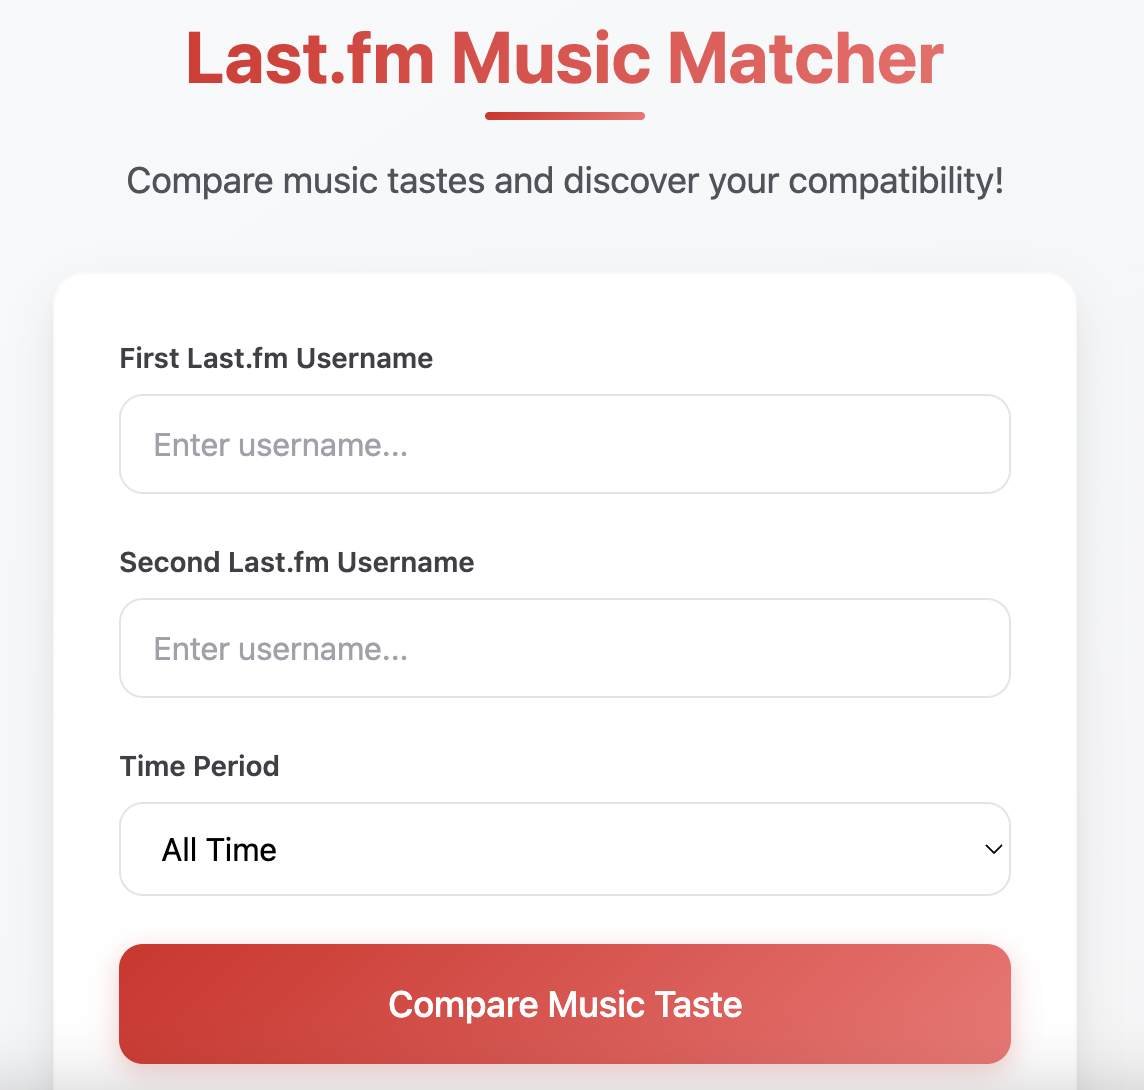 Last.fm Music Matcher
Compare music tastes and discover your compatibility!
First Last.fm Username
Enter username...
Second Last.fm Username
Enter username...
Time Period
All Time
Compare Music Taste